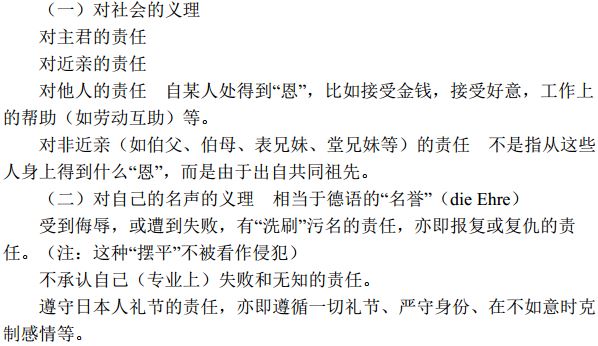 （一）对社会的义理
对主君的责任
对近亲的责任
对他人的责任　自某人处得到“恩”，比如接受金钱，接受好意，工作上
的帮助（如劳动互助）等。
对非近亲（如伯父、伯母、表兄妹、堂兄妹等）的责任　不是指从这些
人身上得到什么“恩”，而是由于出自共同祖先。
（二）对自己的名声的义理　相当于德语的“名誉”（die Ehre）
受到侮辱，或遭到失败，有“洗刷”污名的责任，亦即报复或复仇的责
任。（注：这种“摆平”不被看作侵犯）
不承认自己（专业上）失败和无知的责任。
遵守日本人礼节的责任，亦即遵循一切礼节、严守身份、在不如意时克
制感情等。